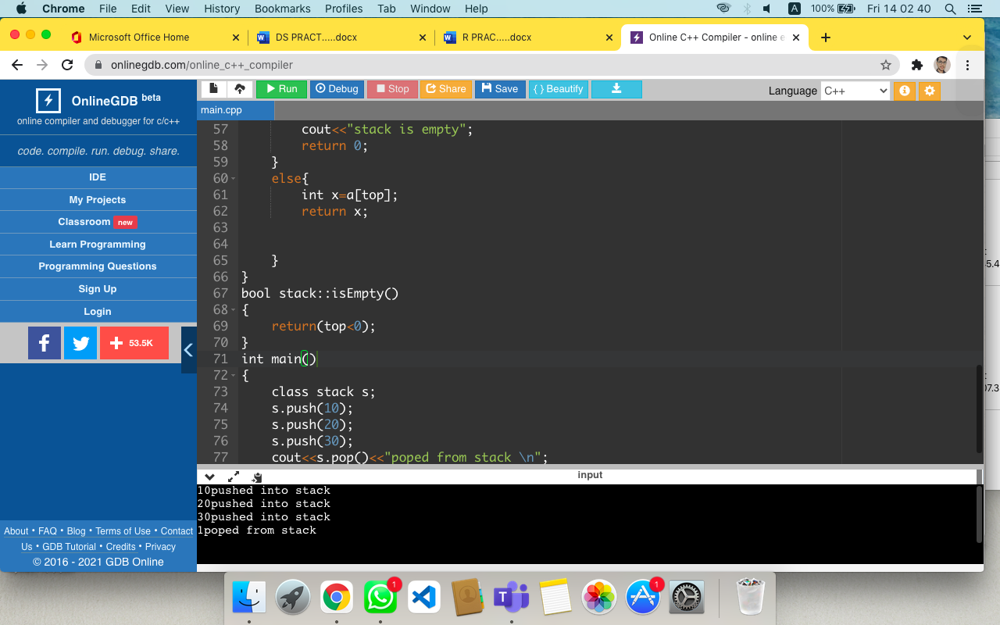 Chrome File Edit View History Bookmarks Profiles Tab Window Help A 100% Fri 14 02 40
Microsoft Office Home DS PRACT.....docx R PRAC.....docx Online C++ Compiler - online e
onlinegdb.com/online_c++_compiler
OnlineGDB beta
online compiler and debugger for c/c++
code. compile. run. debug. share.
IDE
My Projects
Classroom new
Learn Programming
Programming Questions
Sign Up
Login
53.5K
About • FAQ • Blog • Terms of Use • Contact
Us • GDB Tutorial • Credits • Privacy
© 2016 - 2021 GDB Online
Run Debug Stop Share Save { } Beautify Language C++
main.cpp
57 cout<<"stack is empty";
58 return 0;
59 }
60 else{
61 int x=a[top];
62 return x;
63
64
65 }
66 }
67 bool stack::isEmpty()
68 {
69 return(top<0);
70 }
71 int main()
72 {
73 class stack s;
74 s.push(10);
75 s.push(20);
76 s.push(30);
77 cout<<s.pop()<<"poped from stack \n";
input
10pushed into stack
20pushed into stack
30pushed into stack
1poped from stack
1
1